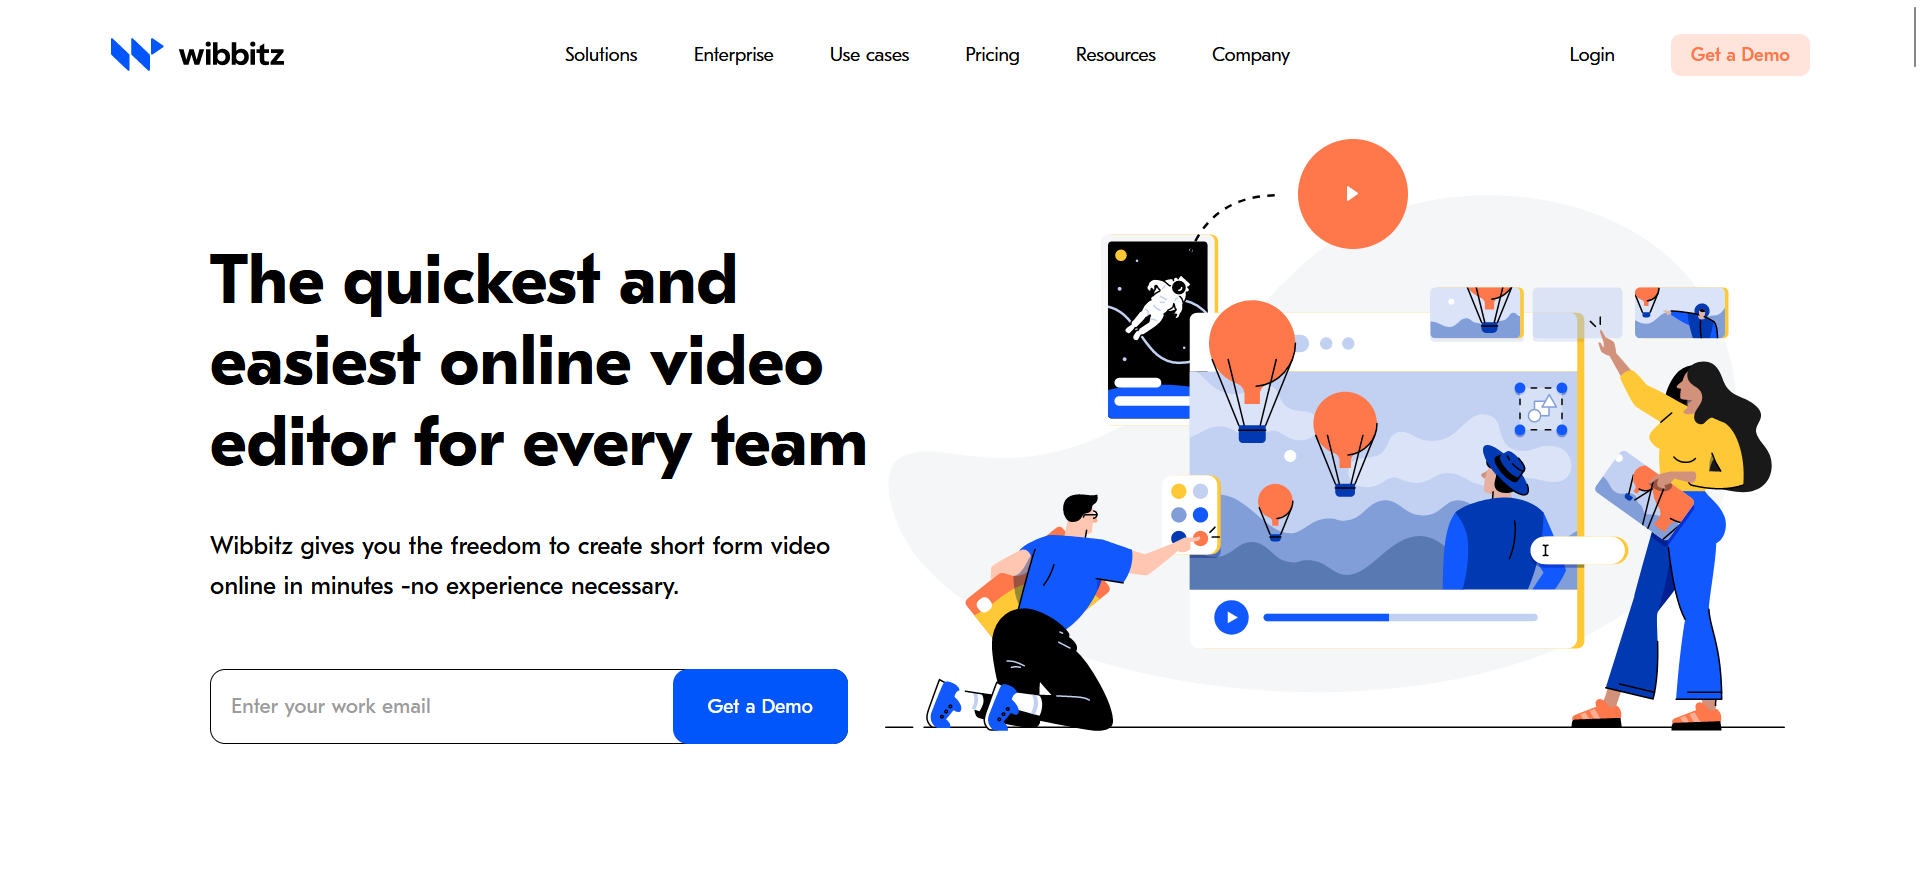 wibbitz
Solutions
Enterprise
Use cases
Pricing
Resources
Company
Login
Get a Demo
The quickest and
easiest online video
editor for every team
Wibbitz gives you the freedom to create short form video
online in minutes -no experience necessary.
Enter your work email
Get a Demo